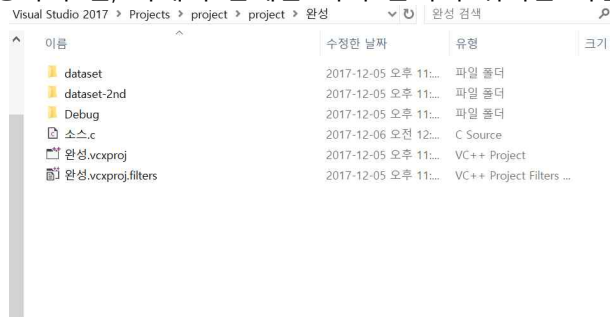 Visual Studio 2017 > Projects > project > project > 완성
완성 검색
이름 수정한 날짜 유형 크기
dataset 2017-12-05 오후 11:... 파일 폴더
dataset-2nd 2017-12-05 오후 11:... 파일 폴더
Debug 2017-12-05 오후 11:... 파일 폴더
소스.c 2017-12-06 오전 12:... C Source
완성.vcxproj 2017-12-05 오후 11:... VC++ Project
완성.vcxproj.filters 2017-12-05 오후 11:... VC++ Project Filters ...